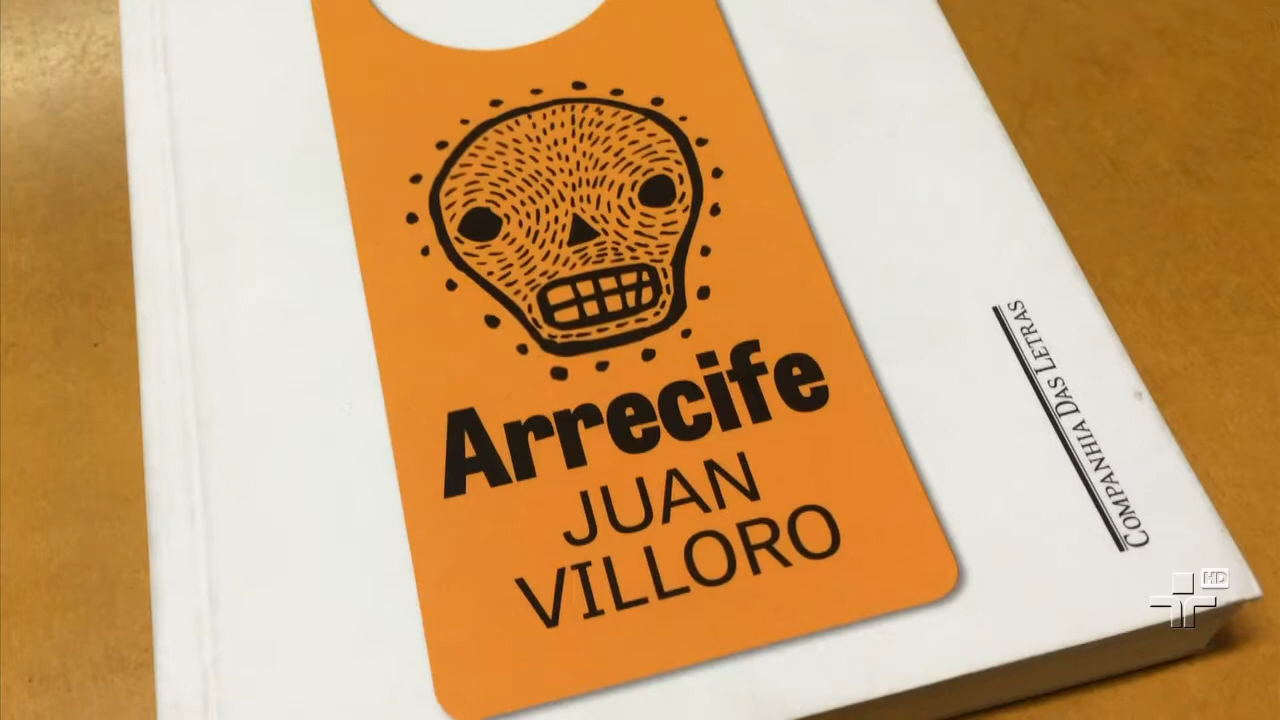 Arrecife
JUAN
VILLORO
COMPANHIA DAS LETRAS
HD